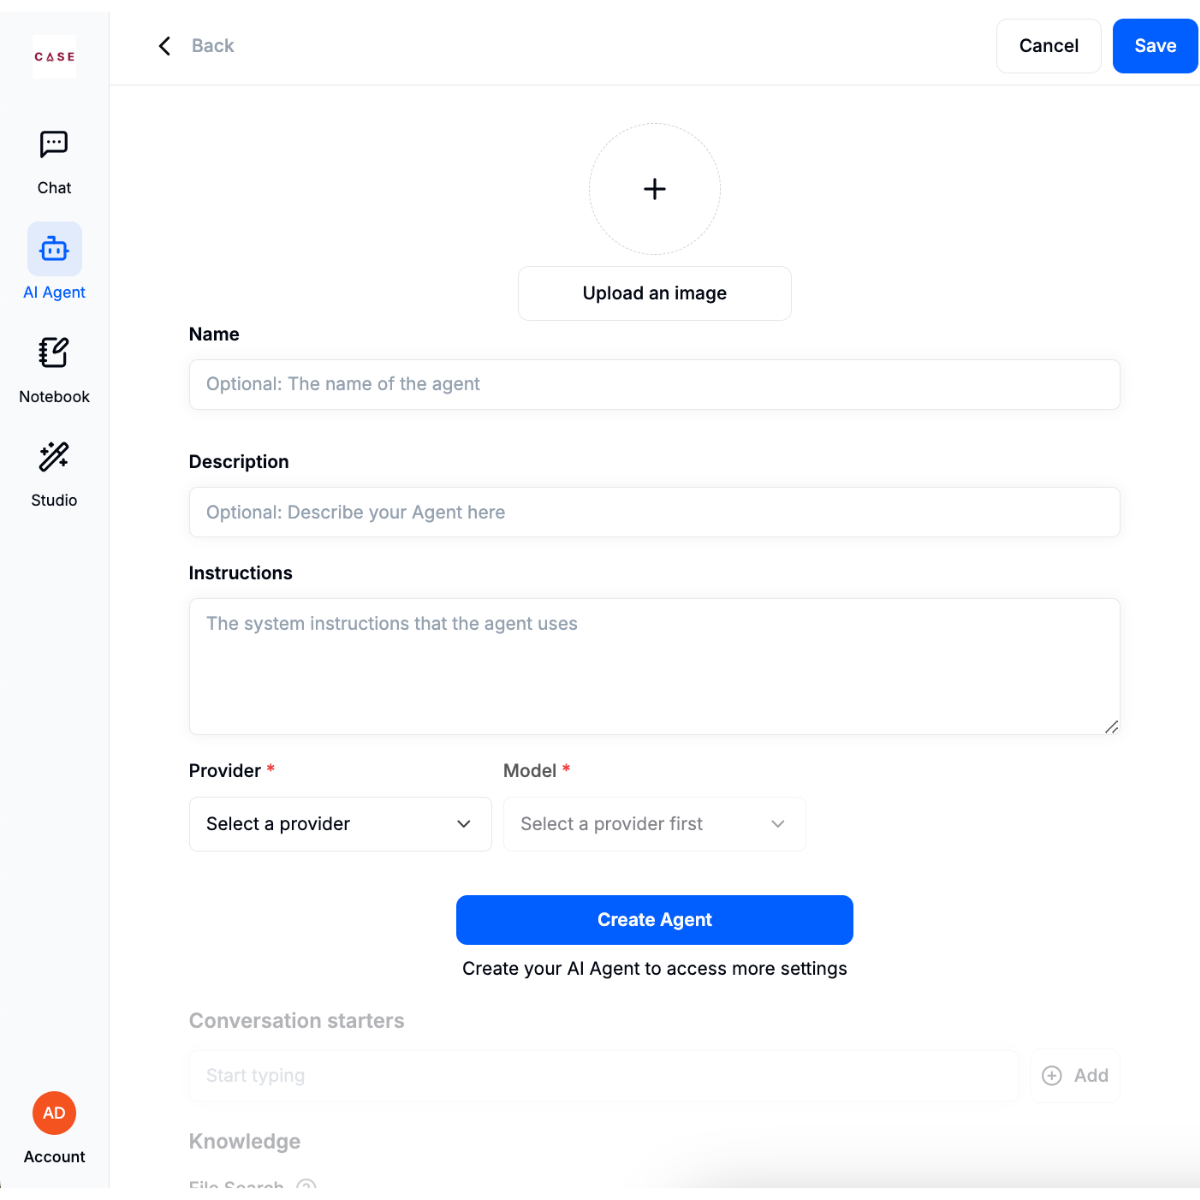 CASE
Back
Cancel
Save
Chat
AI Agent
Notebook
Studio
Upload an image
Name
Optional: The name of the agent
Description
Optional: Describe your Agent here
Instructions
The system instructions that the agent uses
Provider *
Model *
Select a provider
Select a provider first
Create Agent
Create your AI Agent to access more settings
Conversation starters
Start typing
Add
Knowledge
File Search
AD
Account